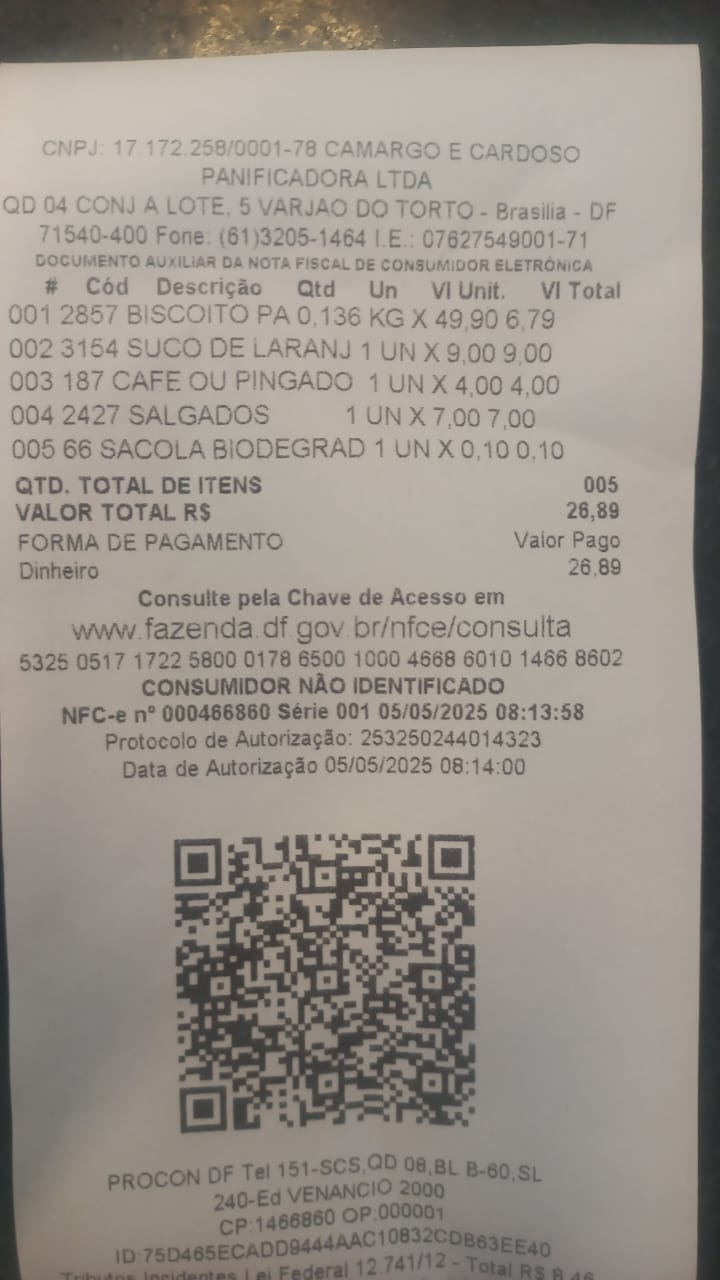 CNPJ: 17.172.258/0001-78 CAMARGO E CARDOSO
PANIFICADORA LTDA
QD 04 CONJ A LOTE, 5 VARJAO DO TORTO - Brasilia - DF
71540-400 Fone: (61)3205-1464 I.E.: 07627549001-71
DOCUMENTO AUXILIAR DA NOTA FISCAL DE CONSUMIDOR ELETRÔNICA
# Cód Descrição Qtd Un Vl Unit. Vl Total
001 2857 BISCOITO PA 0,136 KG X 49,90 6,79
002 3154 SUCO DE LARANJ 1 UN X 9,00 9,00
003 187 CAFE OU PINGADO 1 UN X 4,00 4,00
004 2427 SALGADOS 1 UN X 7,00 7,00
005 66 SACOLA BIODEGRAD 1 UN X 0,10 0,10
QTD. TOTAL DE ITENS 005
VALOR TOTAL R$ 26,89
FORMA DE PAGAMENTO Valor Pago
Dinheiro 26,89
Consulte pela Chave de Acesso em
www.fazenda.df.gov.br/nfce/consulta
5325 0517 1722 5800 0178 6500 1000 4668 6010 1466 8602
CONSUMIDOR NÃO IDENTIFICADO
NFC-e nº 000466860 Série 001 05/05/2025 08:13:58
Protocolo de Autorização: 253250244014323
Data de Autorização 05/05/2025 08:14:00
PROCON DF Tel 151-SCS,QD 08,BL B-60,SL
240-Ed VENANCIO 2000
CP:1466860 OP:000001
ID:75D465ECADD9444AAC10832CDB63EE40
Tributos Incidentes Lei Federal 12.741/12 - Total R$